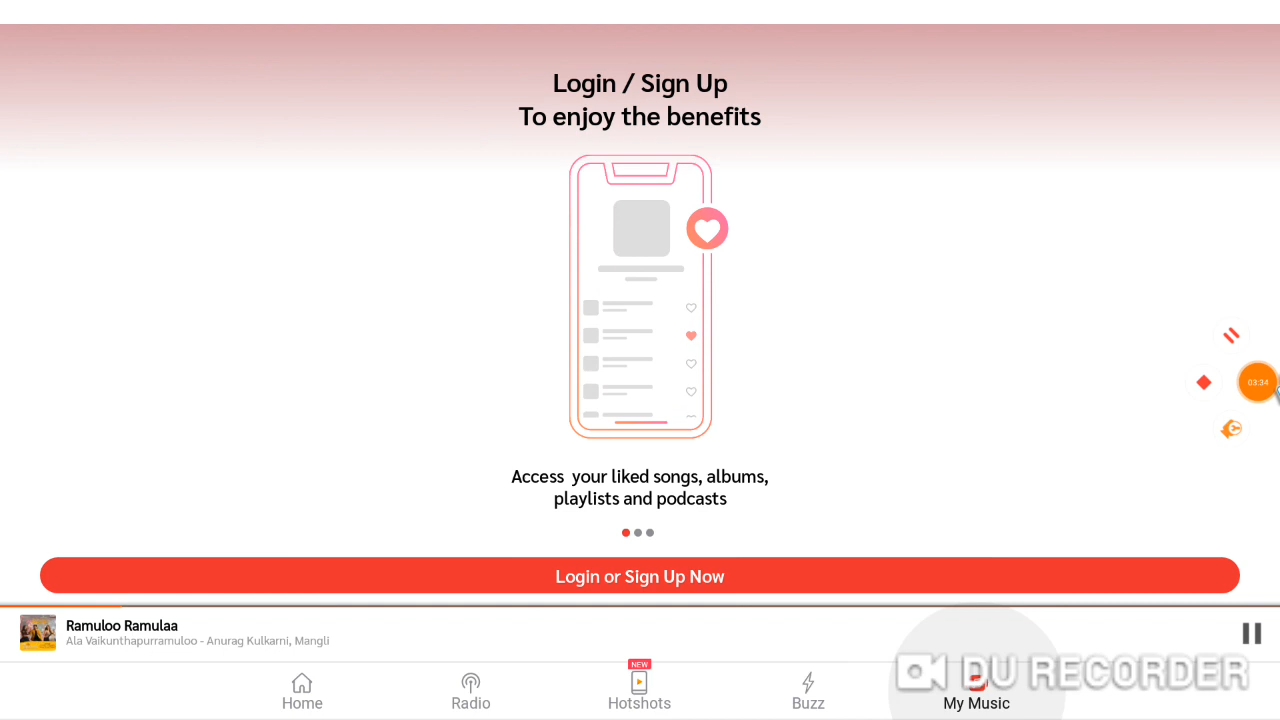 Login / Sign Up
To enjoy the benefits
03:34
Access your liked songs, albums,
playlists and podcasts
Login or Sign Up Now
Ramuloo Ramulaa
Ala Vaikunthapurramuloo - Anurag Kulkarni, Mangli
NEW
Home
Radio
Hotshots
Buzz
My Music
DU RECORDER